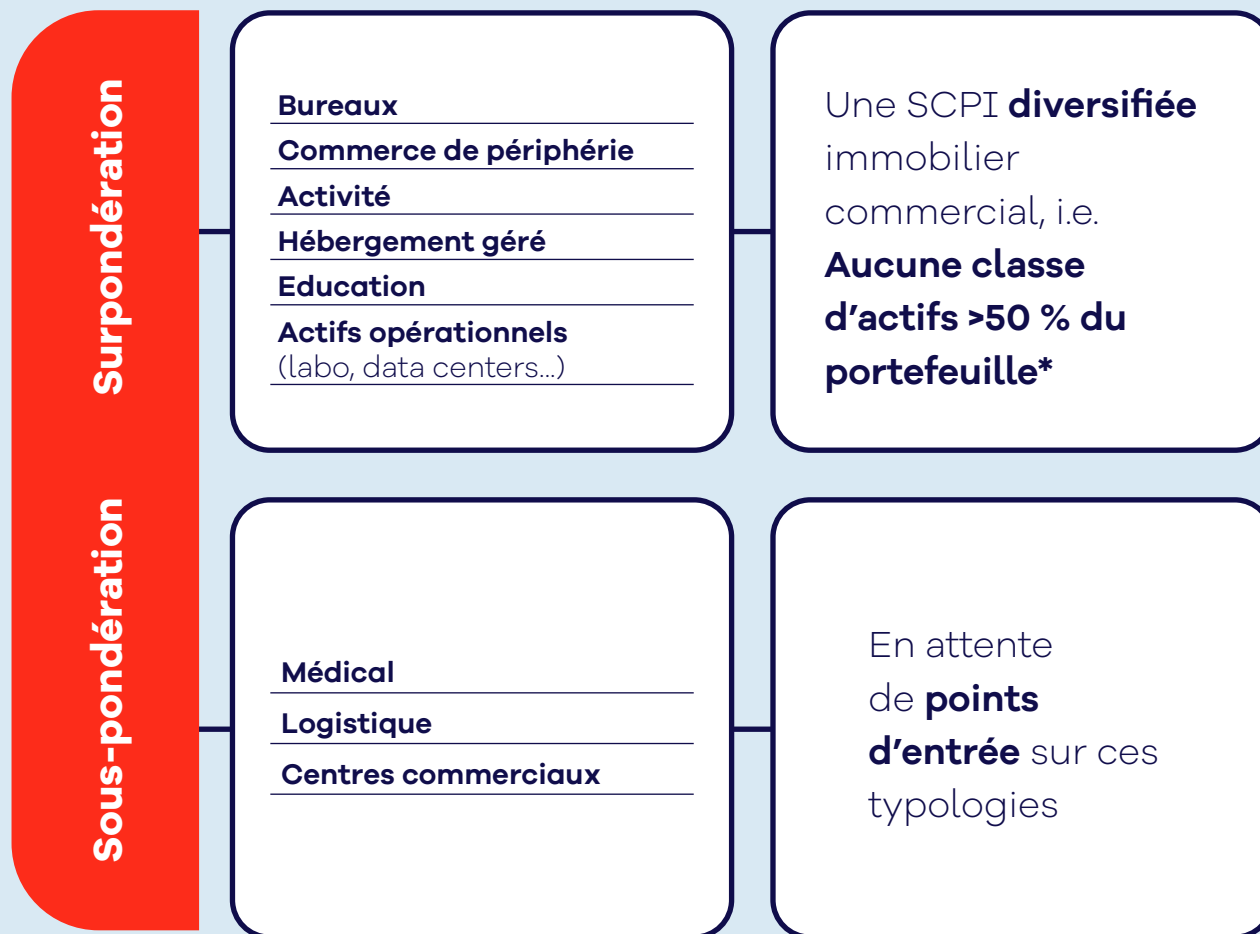 Surpondération
Bureaux
Commerce de périphérie
Activité
Hébergement géré
Education
Actifs opérationnels
(labo, data centers...)
Une SCPI diversifiée
immobilier
commercial, i.e.
Aucune classe
d'actifs >50 % du
portefeuille*
Sous-pondération
Médical
Logistique
Centres commerciaux
En attente
de points
d'entrée sur ces
typologies